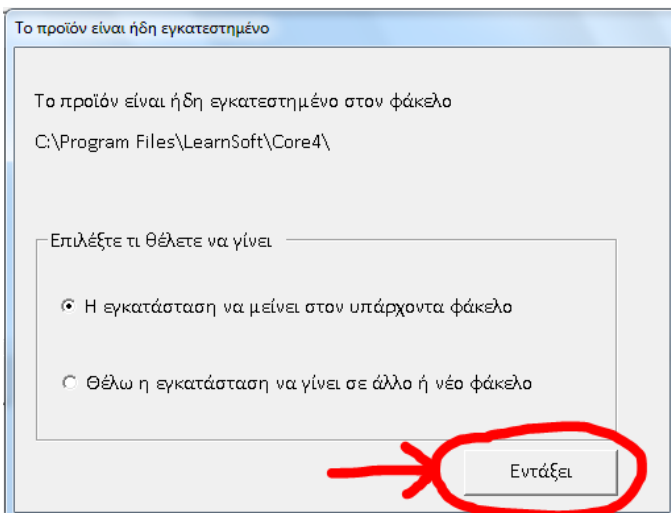 Το προϊόν είναι ήδη εγκατεστημένο
Το προϊόν είναι ήδη εγκατεστημένο στον φάκελο
C:\Program Files\LearnSoft\Core4\
Επιλέξτε τι θέλετε να γίνει
Η εγκατάσταση να μείνει στον υπάρχοντα φάκελο
Θέλω η εγκατάσταση να γίνει σε άλλο ή νέο φάκελο
Εντάξει